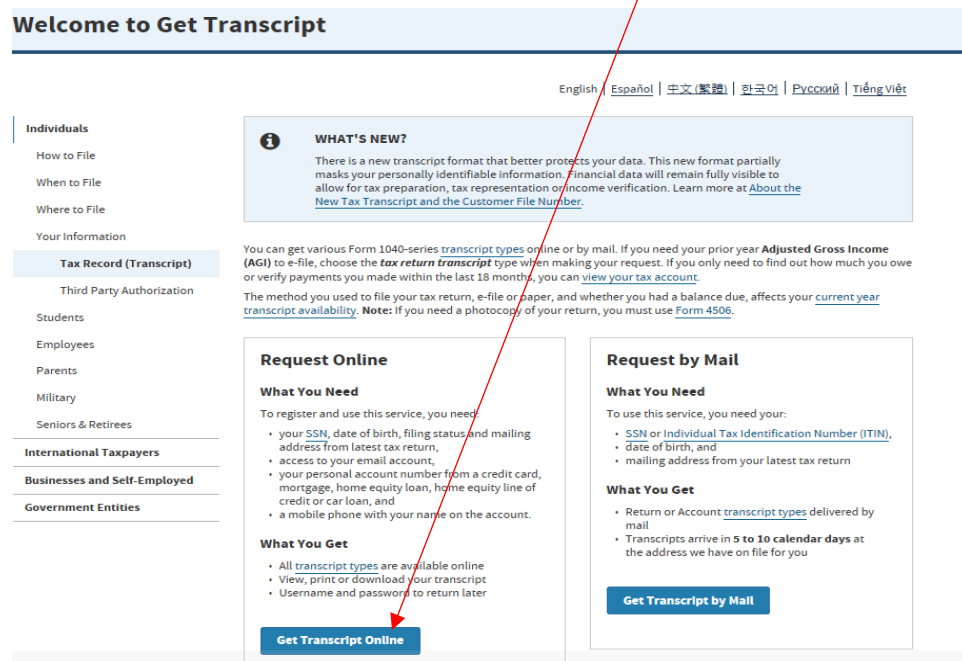 Welcome to Get Transcript
English | Español | 中文 (繁體) | 한국어 | Русский | Tiếng Việt
Individuals
How to File
When to File
Where to File
Your Information
Tax Record (Transcript)
Third Party Authorization
Students
Employees
Parents
Military
Seniors & Retirees
International Taxpayers
Businesses and Self-Employed
Government Entities
WHAT'S NEW?
There is a new transcript format that better protects your data. This new format partially
masks your personally identifiable information. Financial data will remain fully visible to
allow for tax preparation, tax representation or income verification. Learn more at About the
New Tax Transcript and the Customer File Number.
You can get various Form 1040-series transcript types online or by mail. If you need your prior year Adjusted Gross Income
(AGI) to e-file, choose the tax return transcript type when making your request. If you only need to find out how much you owe
or verify payments you made within the last 18 months, you can view your tax account.
The method you used to file your tax return, e-file or paper, and whether you had a balance due, affects your current year
transcript availability. Note: If you need a photocopy of your return, you must use Form 4506.
Request Online
What You Need
To register and use this service, you need:
• your SSN, date of birth, filing status and mailing
address from latest tax return,
• access to your email account,
• your personal account number from a credit card,
mortgage, home equity loan, home equity line of
credit or car loan, and
• a mobile phone with your name on the account.
What You Get
• All transcript types are available online
• View, print or download your transcript
• Username and password to return later
Get Transcript Online
Request by Mail
What You Need
To use this service, you need your:
• SSN or Individual Tax Identification Number (ITIN),
• date of birth, and
• mailing address from your latest tax return
What You Get
• Return or Account transcript types delivered by
mail
• Transcripts arrive in 5 to 10 calendar days at
the address we have on file for you
Get Transcript by Mail